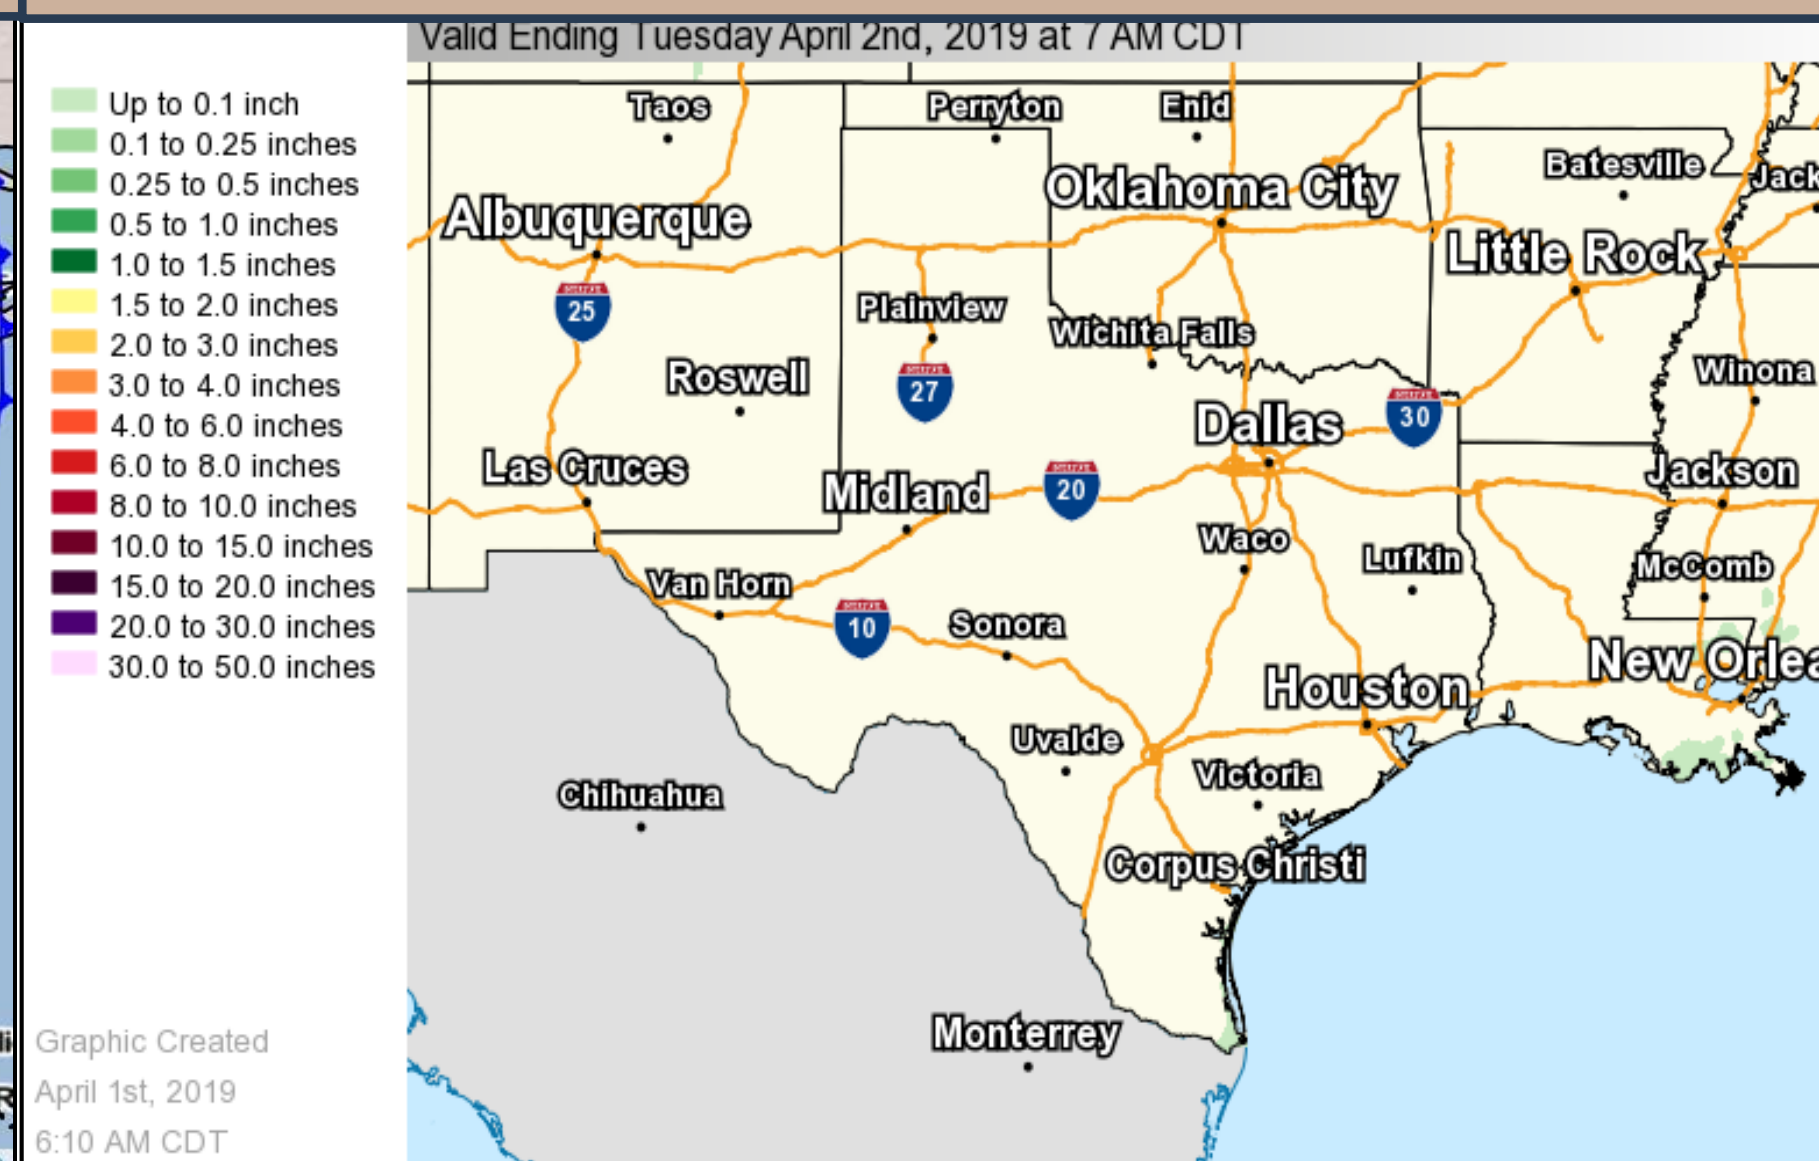 Valid Ending Tuesday April 2nd, 2019 at 7 AM CDT
Up to 0.1 inch
0.1 to 0.25 inches
0.25 to 0.5 inches
0.5 to 1.0 inches
1.0 to 1.5 inches
1.5 to 2.0 inches
2.0 to 3.0 inches
3.0 to 4.0 inches
4.0 to 6.0 inches
6.0 to 8.0 inches
8.0 to 10.0 inches
10.0 to 15.0 inches
15.0 to 20.0 inches
20.0 to 30.0 inches
30.0 to 50.0 inches
Graphic Created
April 1st, 2019
6:10 AM CDT
Taos
Perryton
Enid
Batesville
Jack
Oklahoma City
Albuquerque
Little Rock
25
Plainview
Wichita Falls
Roswell
27
Winona
30
Dallas
Las Cruces
Midland
20
Jackson
Waco
Lufkin
McComb
Van Horn
10
Sonora
New Orlea
Houston
Uvalde
Victoria
Chihuahua
Corpus Christi
Monterrey